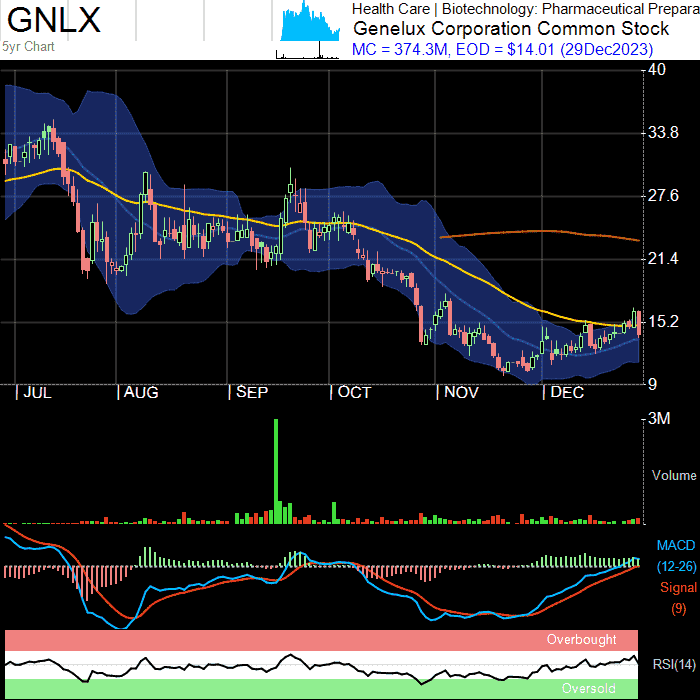 GNLX
5yr Chart
Health Care | Biotechnology: Pharmaceutical Prepara
Genelux Corporation Common Stock
MC = 374.3M, EOD = $14.01 (29Dec2023)
40
33.8
27.6
21.4
15.2
9
JUL
AUG
SEP
OCT
NOV
DEC
3M
Volume
MACD
(12-26)
Signal
(9)
Overbought
RSI(14)
Oversold